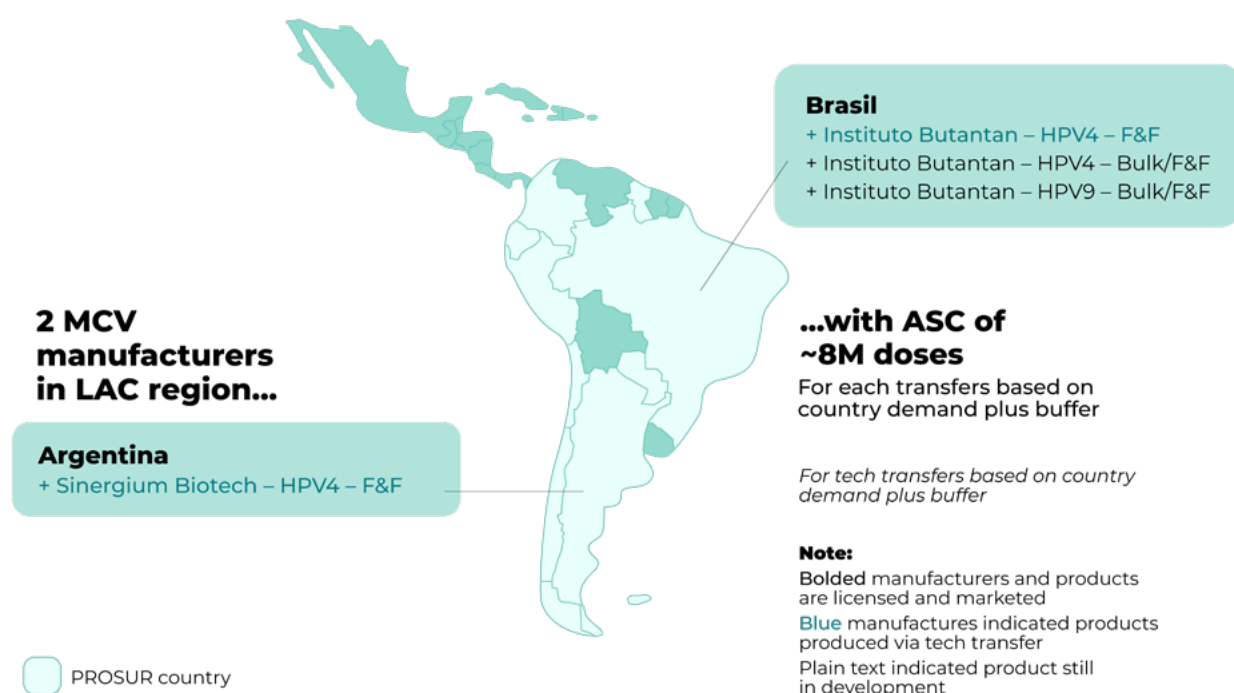 Brasil
+ Instituto Butantan – HPV4 – F&F
+ Instituto Butantan – HPV4 – Bulk/F&F
+ Instituto Butantan – HPV9 – Bulk/F&F
2 MCV
manufacturers
in LAC region...
Argentina
+ Sinergium Biotech – HPV4 – F&F
...with ASC of
~8M doses
For each transfers based on
country demand plus buffer
For tech transfers based on country
demand plus buffer
Note:
Bolded manufacturers and products
are licensed and marketed
Blue manufactures indicated products
produced via tech transfer
Plain text indicated product still
in development
PROSUR country